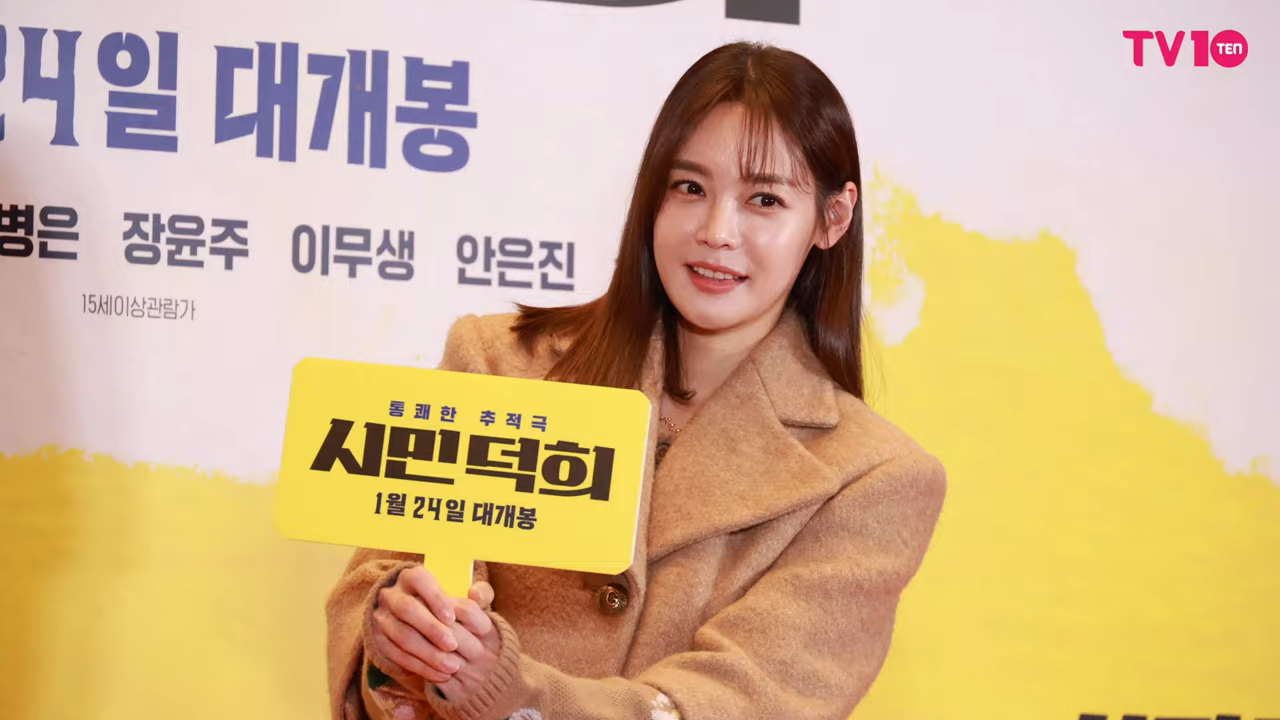 24일 대개봉
병은 장윤주 이무생 안은진
15세이상관람가
TV10
TEN
통쾌한 추적극
시민덕희
1월 24일 대개봉